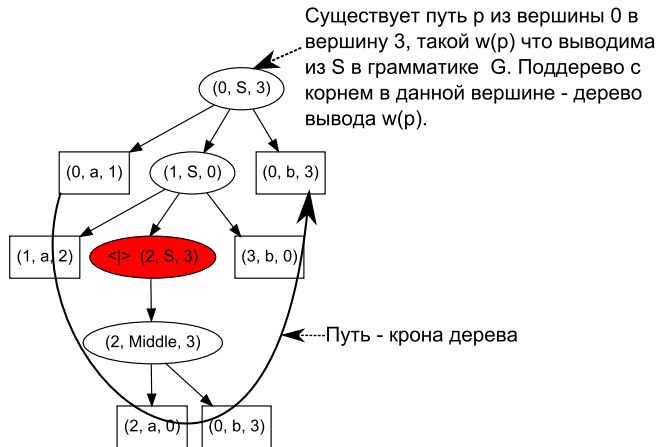 Существует путь p из вершины 0 в
вершину 3, такой w(p) что выводима
из S в грамматике G. Поддерево с
корнем в данной вершине - дерево
вывода w(p).
(0, S, 3)
(0, a, 1)
(1, S, 0)
(0, b, 3)
(1, a, 2)
<|> (2, S, 3)
(3, b, 0)
(2, Middle, 3)
Путь - крона дерева
(2, a, 0)
(0, b, 3)